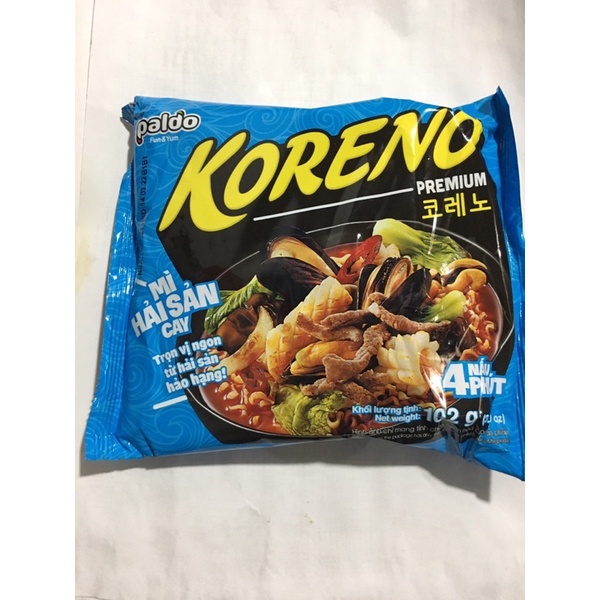 paldo
Fun & Yum
KORENO
PREMIUM
코레노
MÌ
HẢI SẢN
CAY
Trọn vị ngon
từ hải sản
hảo hạng!
NẤU
4 PHÚT
Khối lượng tịnh:
Net weight: 102 g